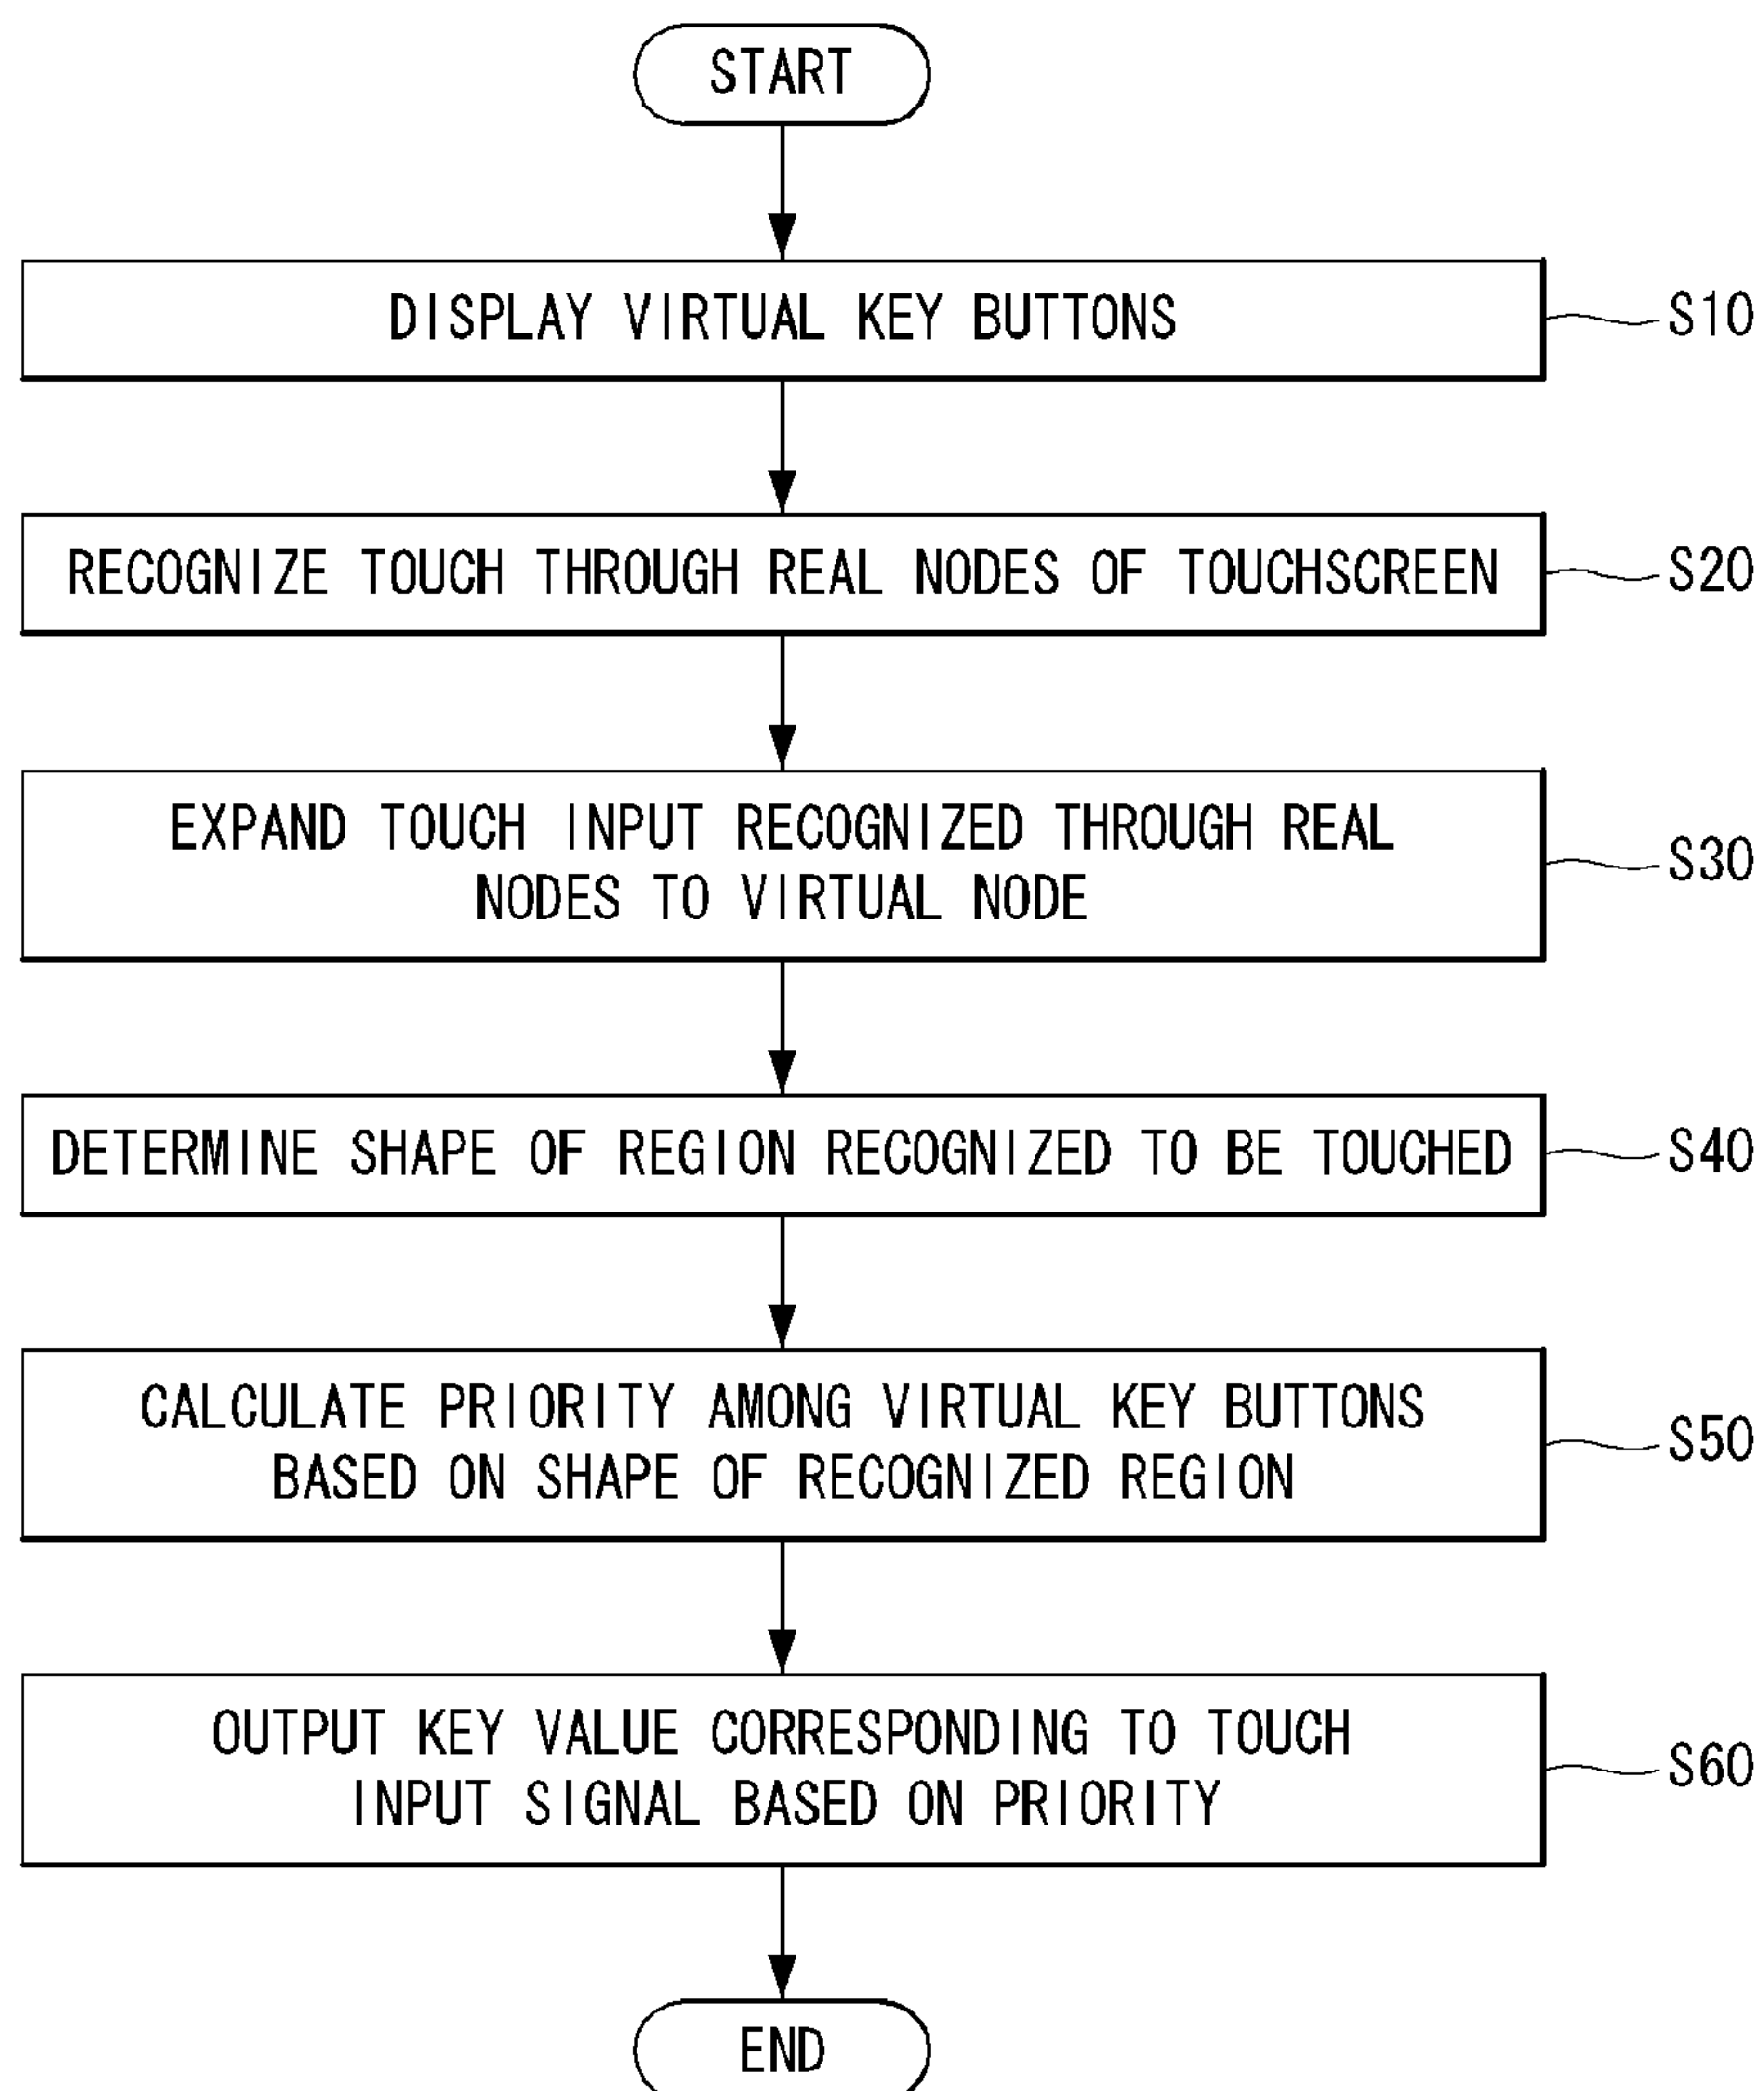 START
DISPLAY VIRTUAL KEY BUTTONS
S10
RECOGNIZE TOUCH THROUGH REAL NODES OF TOUCHSCREEN
S20
EXPAND TOUCH INPUT RECOGNIZED THROUGH REAL
NODES TO VIRTUAL NODE
S30
DETERMINE SHAPE OF REGION RECOGNIZED TO BE TOUCHED
S40
CALCULATE PRIORITY AMONG VIRTUAL KEY BUTTONS
BASED ON SHAPE OF RECOGNIZED REGION
S50
OUTPUT KEY VALUE CORRESPONDING TO TOUCH
INPUT SIGNAL BASED ON PRIORITY
S60
END